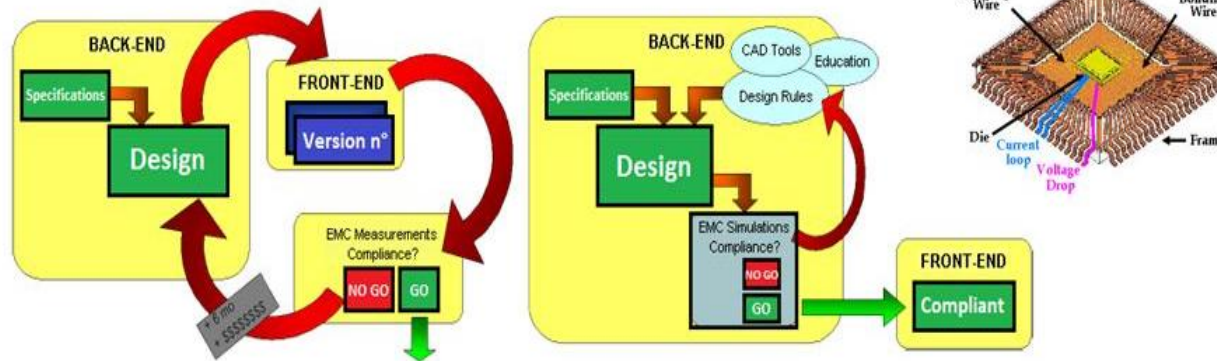 BACK-END
Specifications
Design
FRONT-END
Version n°
EMC Measurements
Compliance?
NO GO
GO
+ 6 mo
+ $$$$$$$$
BACK-END
CAD Tools
Education
Design Rules
Specifications
Design
EMC Simulations
Compliance?
NO GO
GO
FRONT-END
Compliant
Wire
Wire
Die
Current
loop
Voltage
Drop